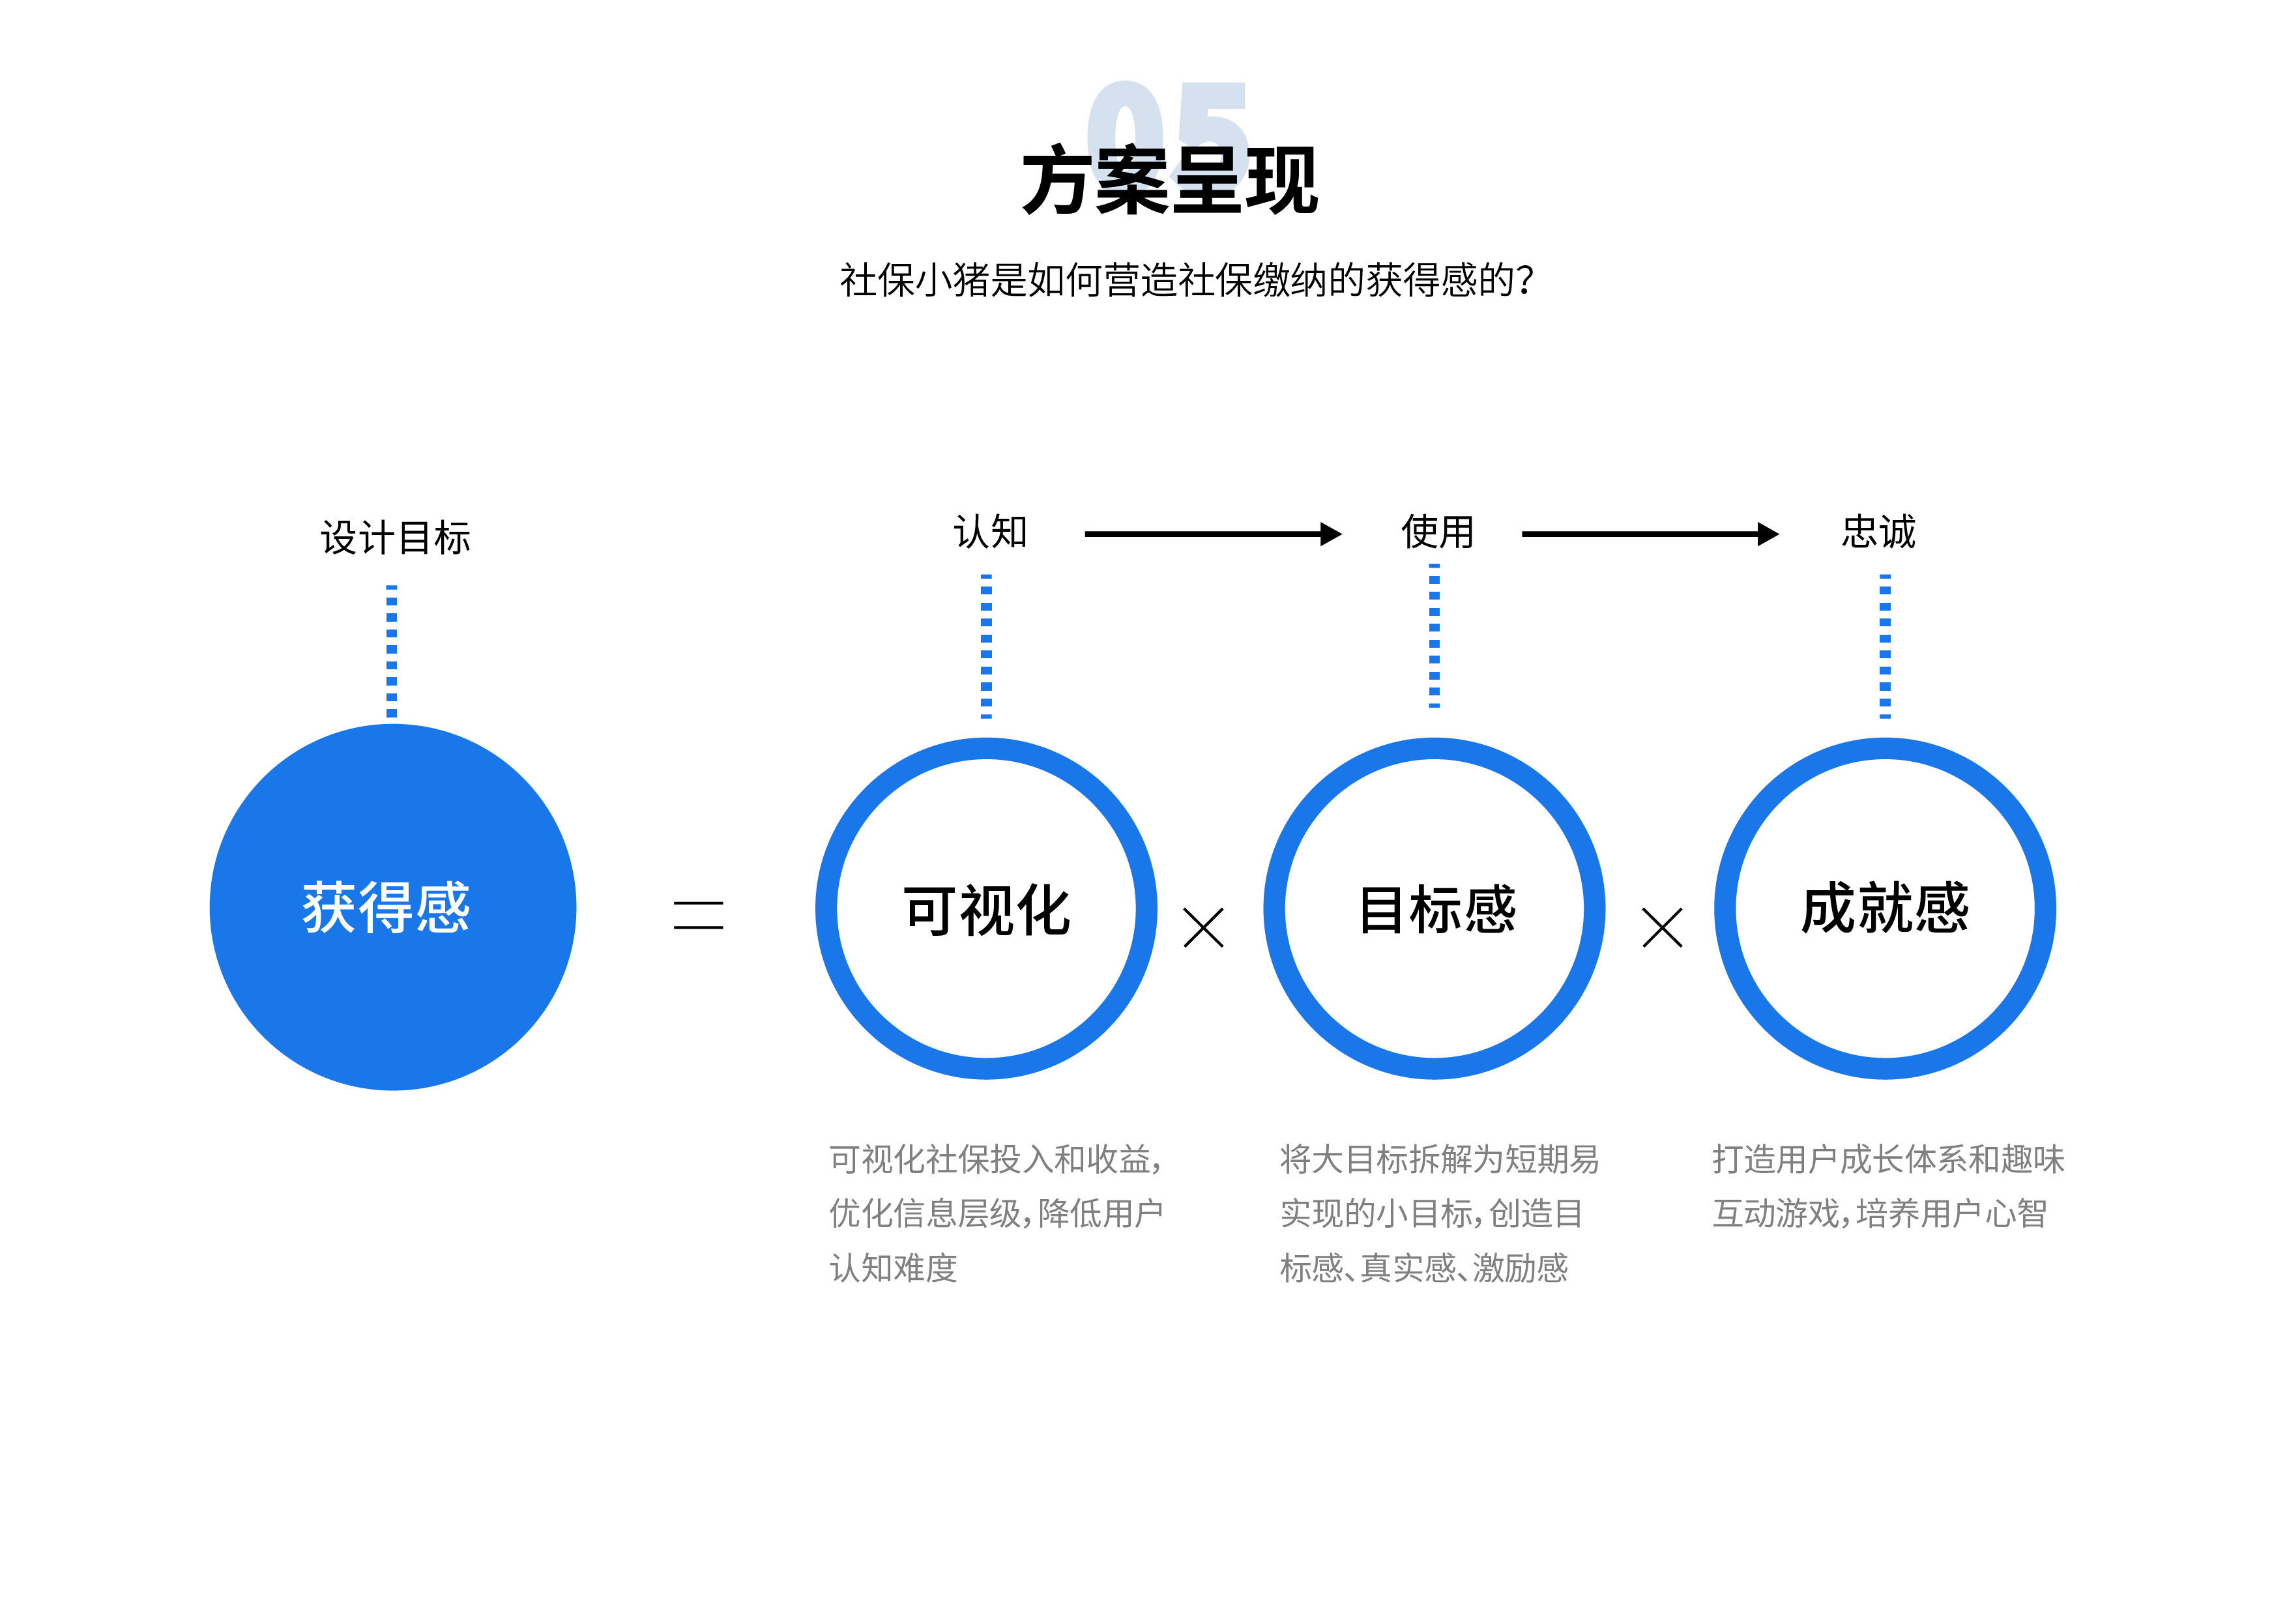 05
方案呈现
社保小猪是如何营造社保缴纳的获得感的？
设计目标
认知
使用
忠诚
获得感
可视化
×
目标感
×
成就感
可视化社保投入和收益，
优化信息层级，降低用户
认知难度
将大目标拆解为短期易
实现的小目标，创造目
标感、真实感、激励感
打造用户成长体系和趣味
互动游戏，培养用户心智